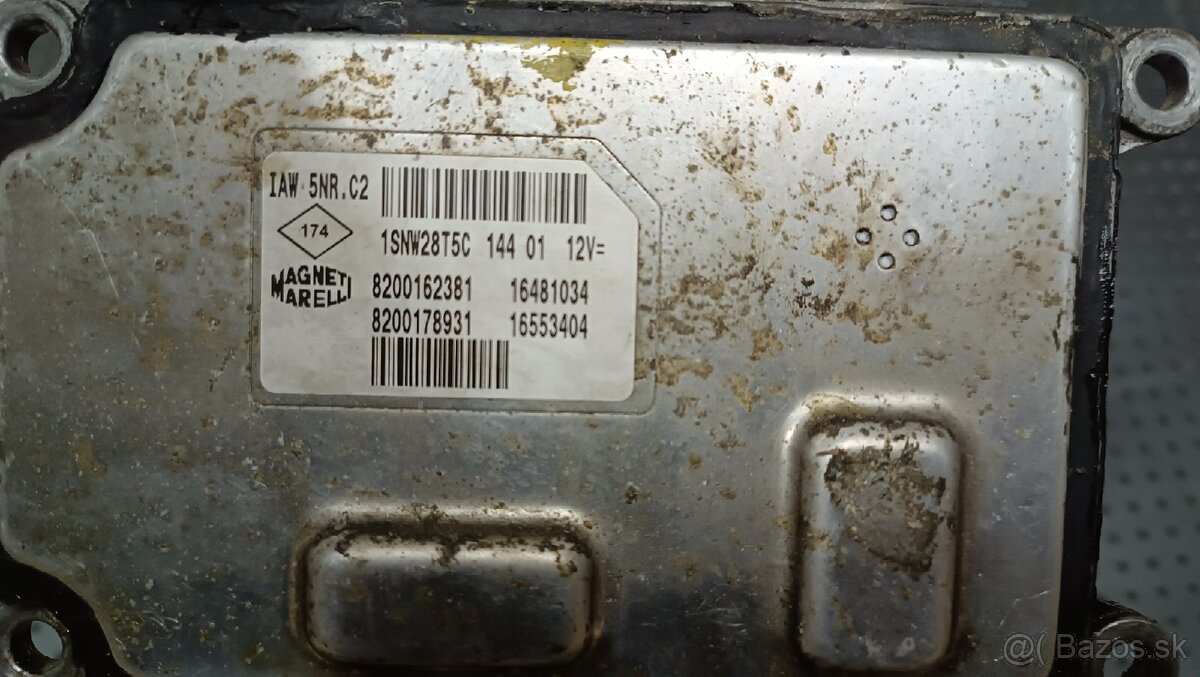 IAW 5NR.C2
174
1SNW28T5C 144 01 12V=
MAGNETI
MARELLI
8200162381 16481034
8200178931 16553404
@( Bazos.sk